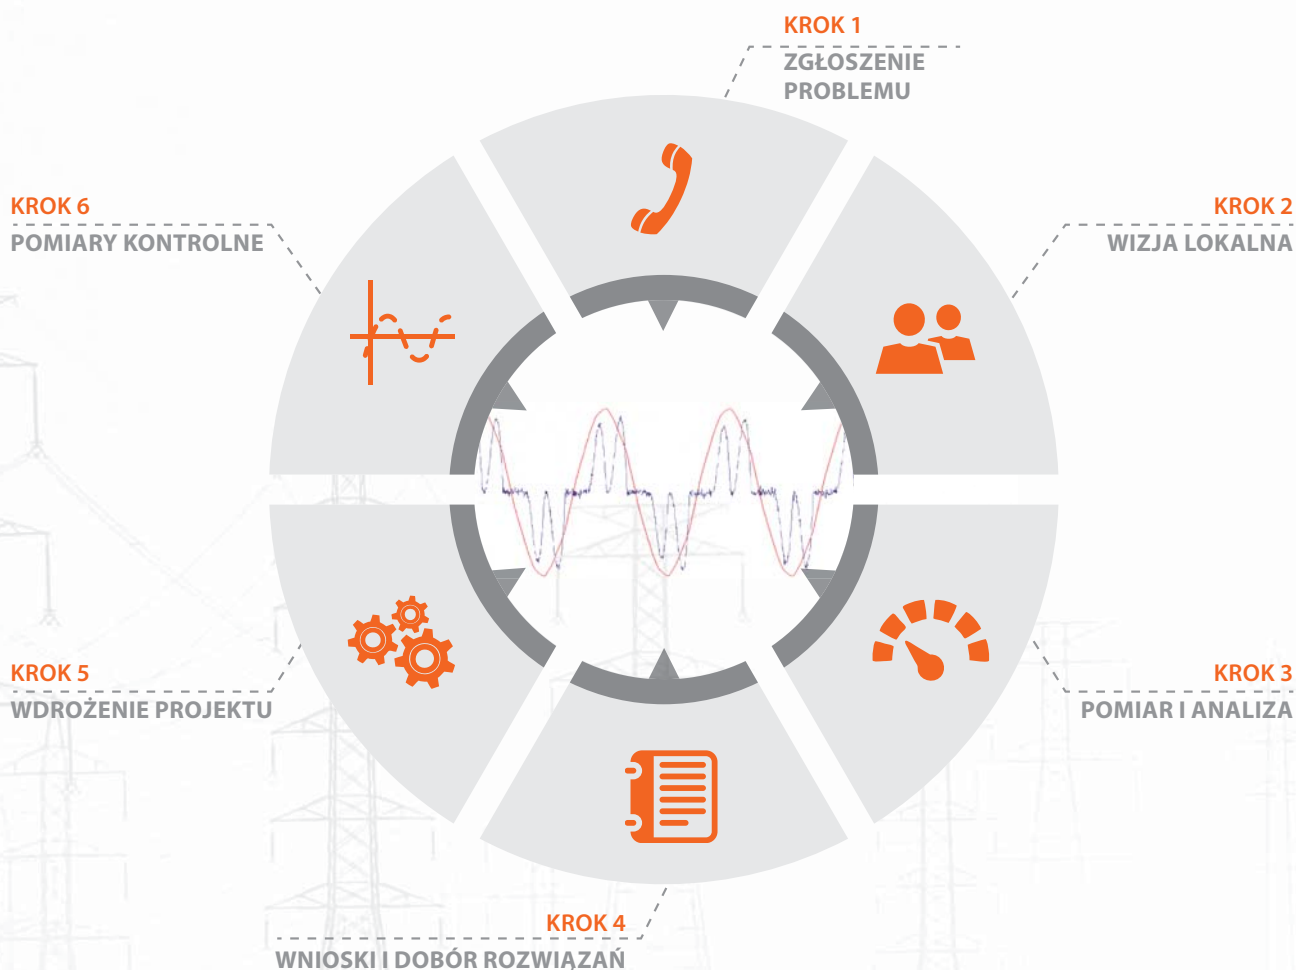 KROK 1
ZGŁOSZENIE
PROBLEMU
KROK 2
WIZJA LOKALNA
KROK 3
POMIAR I ANALIZA
KROK 4
WNIOSKI I DOBÓR ROZWIĄZAŃ
KROK 5
WDROŻENIE PROJEKTU
KROK 6
POMIARY KONTROLNE